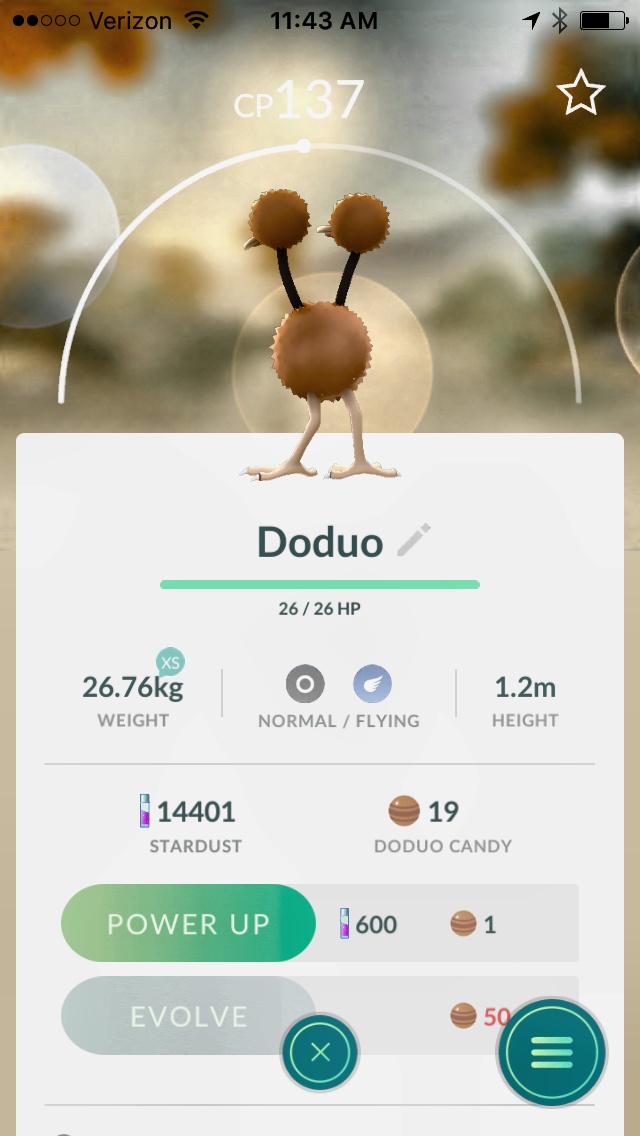 Verizon 11:43 AM
CP137
Doduo
26 / 26 HP
XS
26.76kg
WEIGHT
NORMAL / FLYING
1.2m
HEIGHT
14401
STARDUST
19
DODUO CANDY
POWER UP 600 1
EVOLVE 50